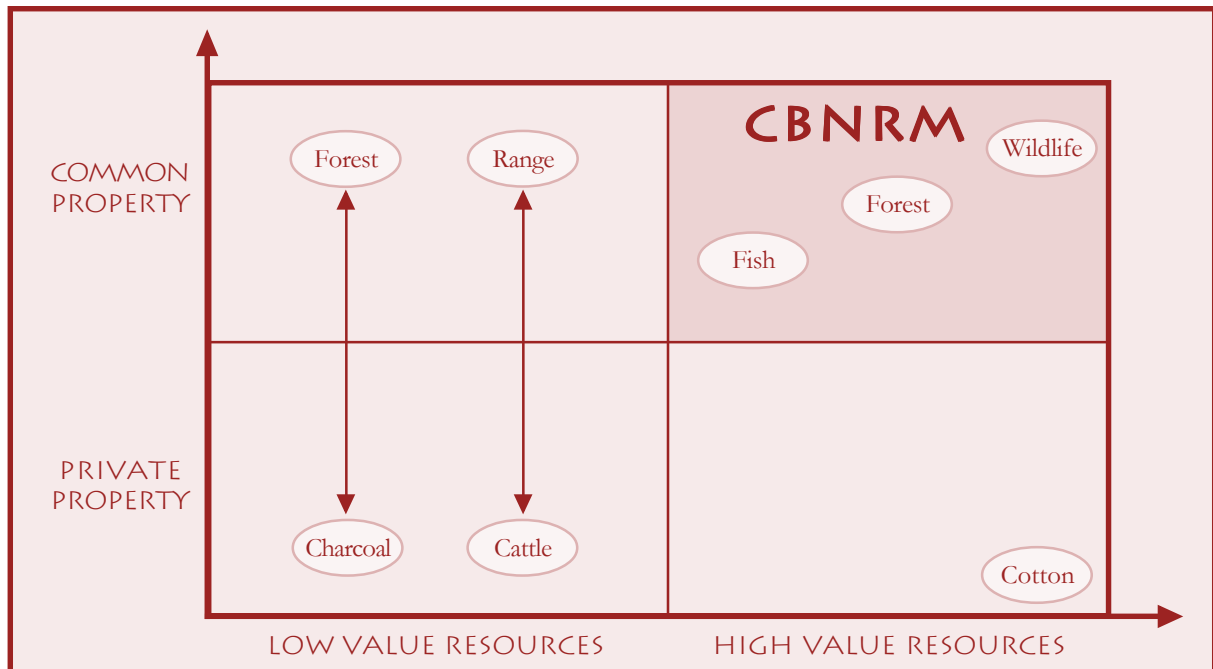 CBNRM
Forest
Range
Wildlife
COMMON
PROPERTY
Forest
Fish
PRIVATE
PROPERTY
Charcoal
Cattle
Cotton
LOW VALUE RESOURCES
HIGH VALUE RESOURCES